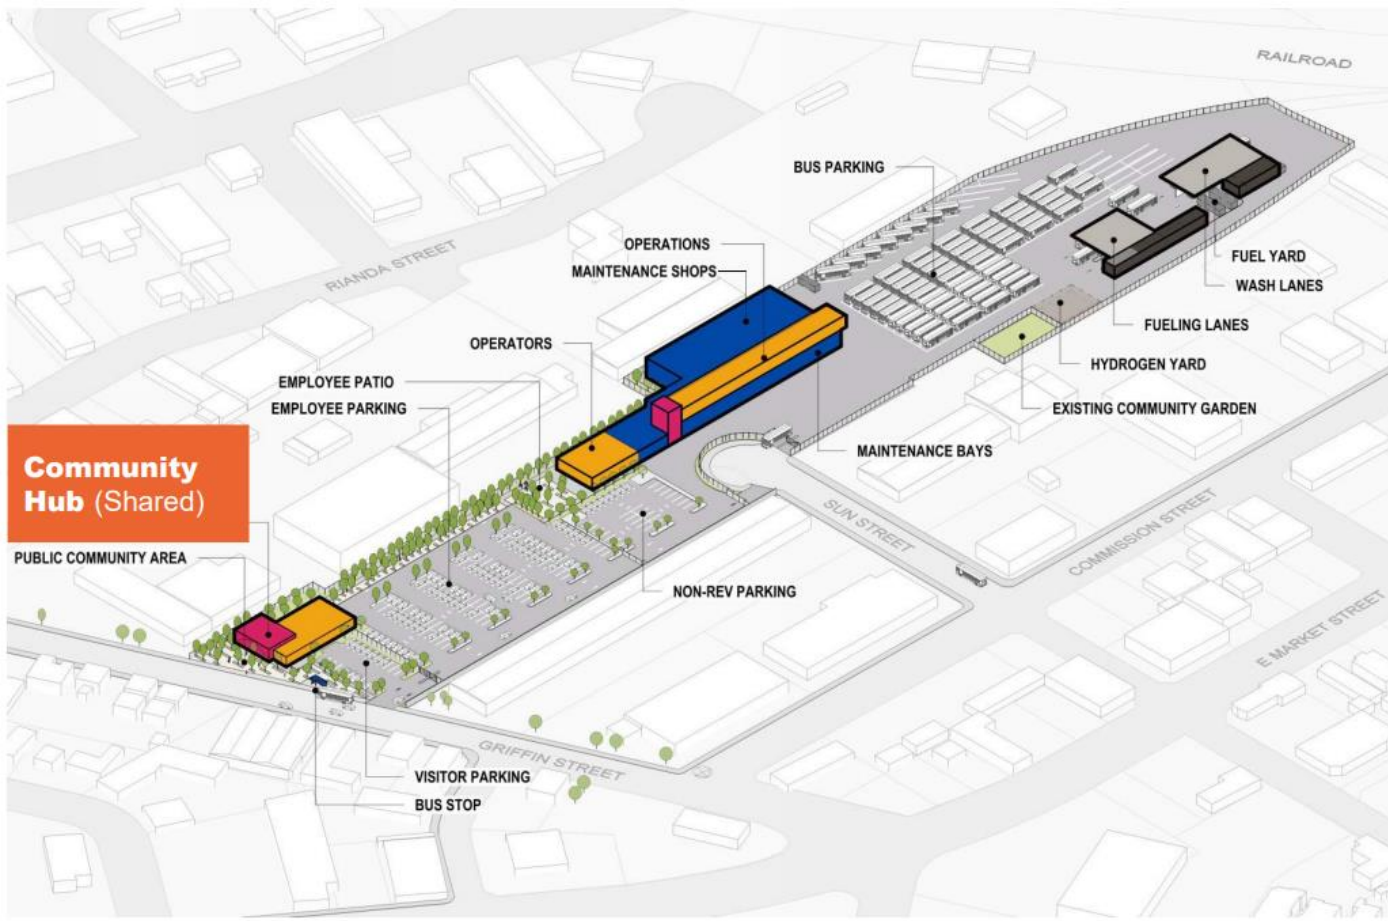 RAILROAD
BUS PARKING
OPERATIONS
MAINTENANCE SHOPS
RIANDA STREET
FUEL YARD
WASH LANES
FUELING LANES
OPERATORS
HYDROGEN YARD
EMPLOYEE PATIO
EMPLOYEE PARKING
EXISTING COMMUNITY GARDEN
MAINTENANCE BAYS
Community
Hub (Shared)
SUN STREET
COMMISSION STREET
PUBLIC COMMUNITY AREA
NON-REV PARKING
E MARKET STREET
GRIFFIN STREET
VISITOR PARKING
BUS STOP